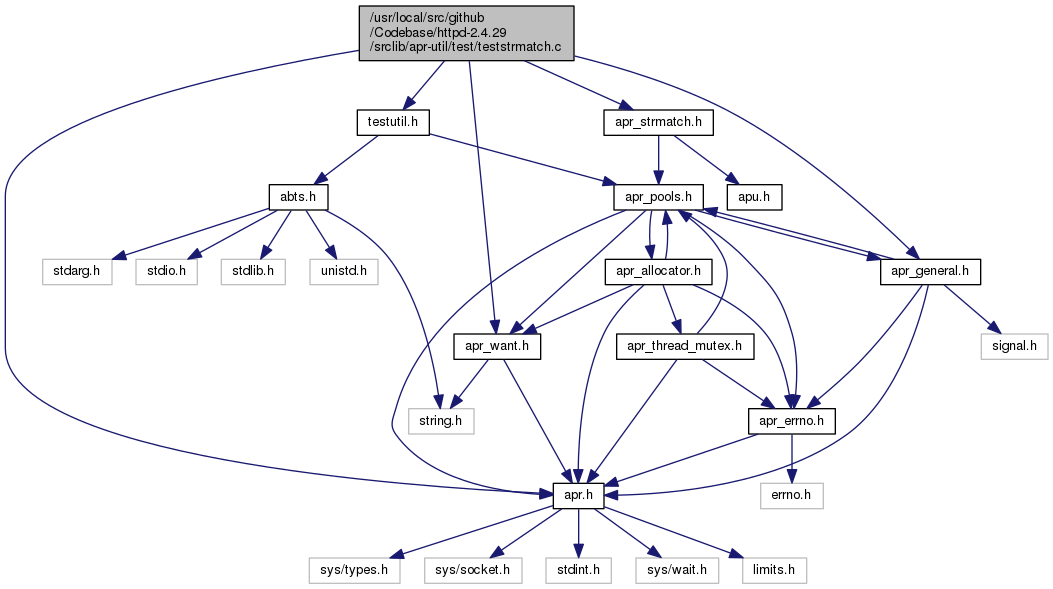 /usr/local/src/github
/Codebase/httpd-2.4.29
/srclib/apr-util/test/teststrmatch.c
testutil.h
apr_strmatch.h
abts.h
apr_pools.h
apu.h
stdarg.h
stdio.h
stdlib.h
unistd.h
apr_allocator.h
apr_general.h
apr_want.h
apr_thread_mutex.h
signal.h
string.h
apr_errno.h
apr.h
errno.h
sys/types.h
sys/socket.h
stdint.h
sys/wait.h
limits.h